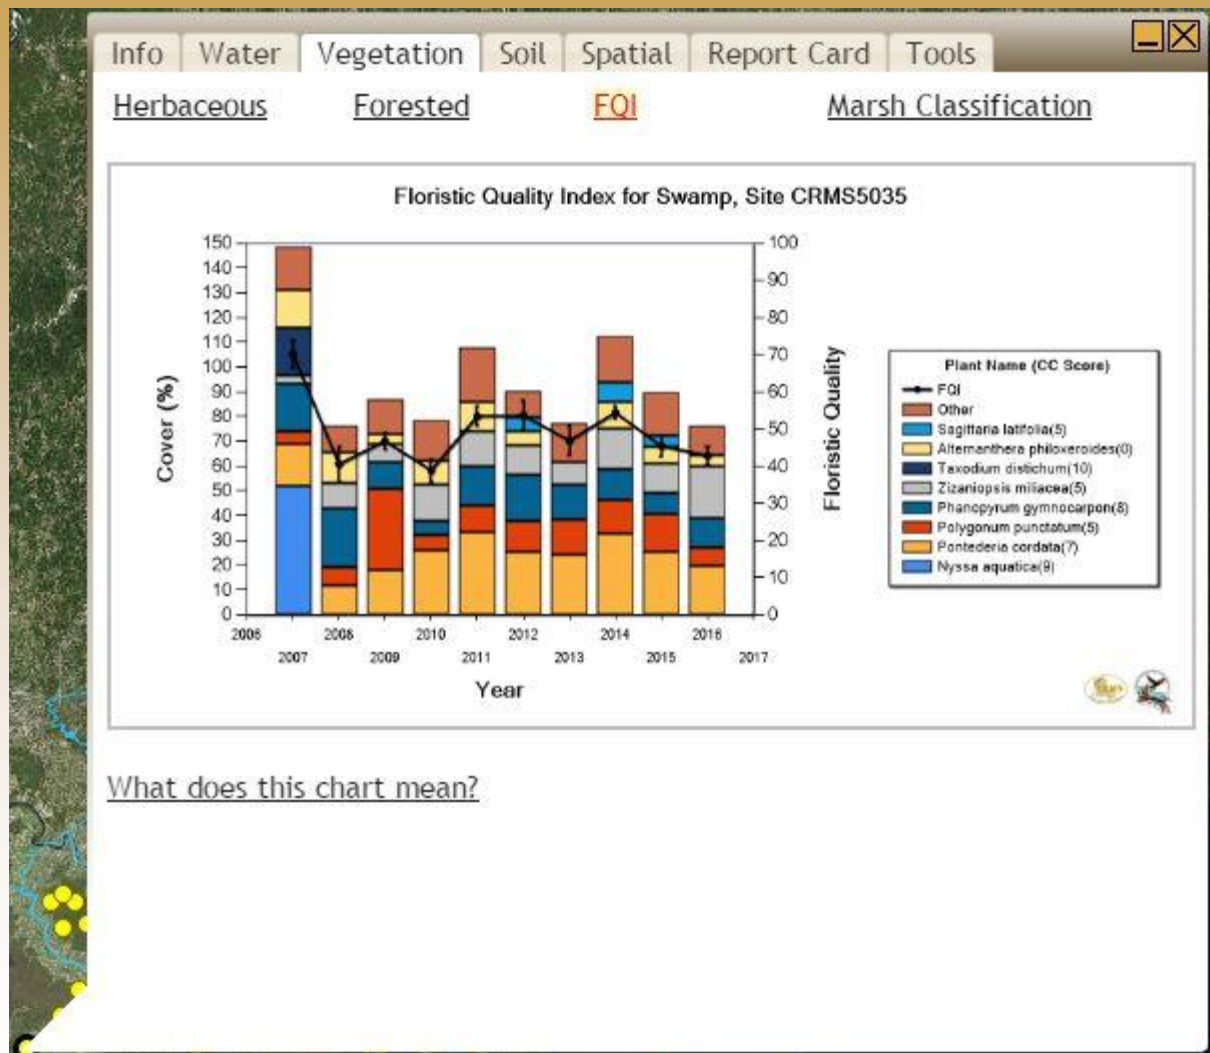 Info Water Vegetation Soil Spatial Report Card Tools
Herbaceous Forested FQI Marsh Classification
Floristic Quality Index for Swamp, Site CRMS5035
150
140
130
120
110
100
90
80
70
60
50
40
30
20
10
0
Cover (%)
100
90
80
70
60
50
40
30
20
10
0
Floristic Quality
2006 2008 2010 2012 2014 2016
2007 2009 2011 2013 2015 2017
Year
Plant Name (CC Score)
FQI
Other
Sagittaria latifolia(5)
Alternanthera philoxeroides(0)
Taxodium distichum(10)
Zizaniopsis miliacea(5)
Phanopyrum gymnocarpon(8)
Polygonum punctatum(5)
Pontederia cordata(7)
Nyssa aquatica(9)
What does this chart mean?